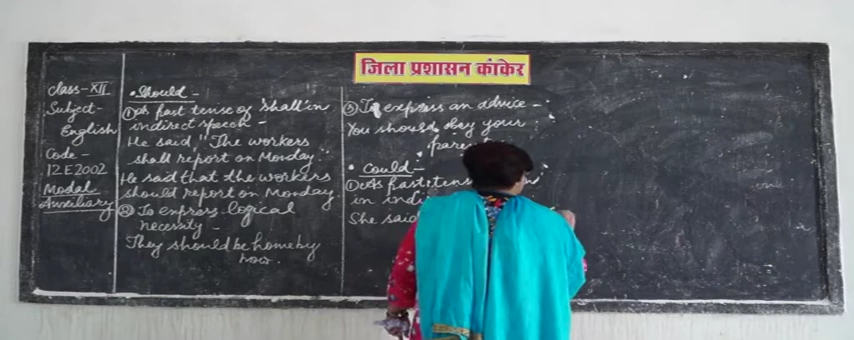 जिला प्रशासन कांकेर
Class-XII
Subject-
English
Code-
12E2002
Modal
Auxiliary
• Should -
① As past tense of 'shall' in
indirect speech -
He said, "The workers
shall report on Monday.
He said that the workers
should report on Monday.
② To express logical
necessity -
They should be home by
now.
③ To express an advice -
You should obey your
• Could -
① As past tense
in
She said